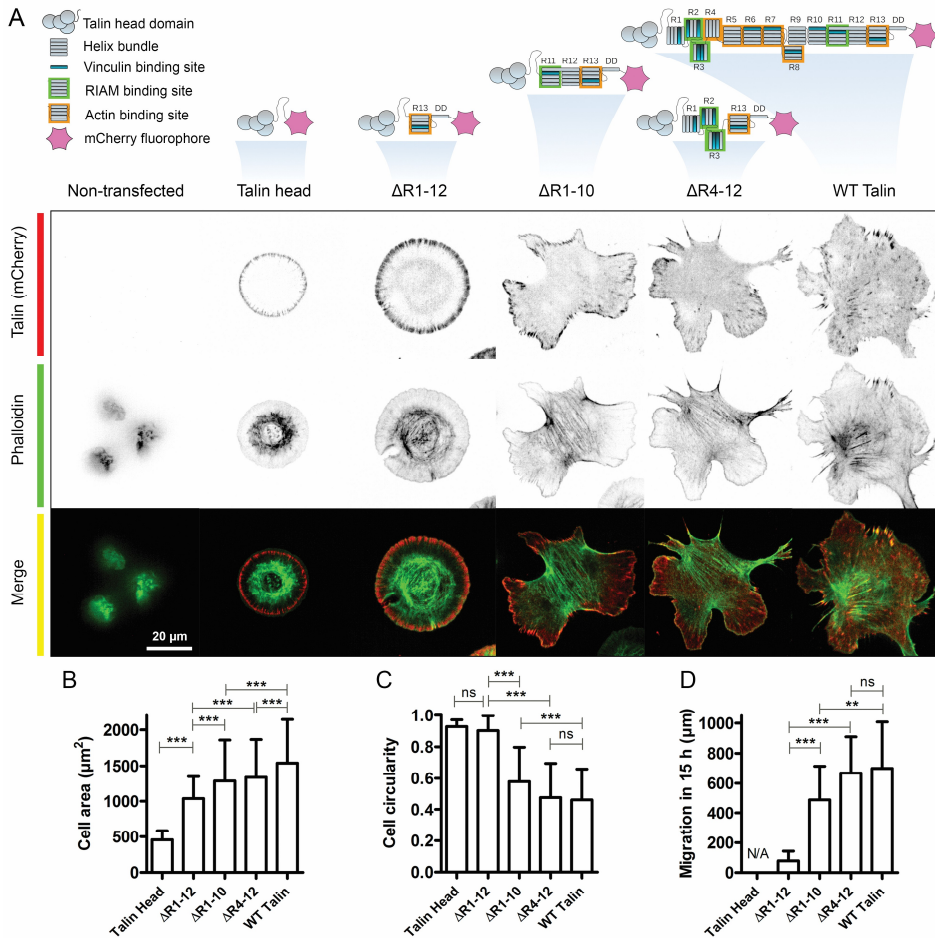 A
Talin head domain
Helix bundle
Vinculin binding site
RIAM binding site
Actin binding site
mCherry fluorophore
R13 DD
R11 R12 R13 DD
R1 R2 R3 R13 DD
R1 R2 R3 R4 R5 R6 R7 R8 R9 R10 R11 R12 R13 DD
Non-transfected Talin head ΔR1-12 ΔR1-10 ΔR4-12 WT Talin
Talin (mCherry)
Phalloidin
Merge
20 µm
B
Cell area (µm²)
2000
1500
1000
500
0
*** *** *** *** ***
Talin Head ΔR1-12 ΔR1-10 ΔR4-12 WT Talin
C
Cell circularity
1.0
0.8
0.6
0.4
0.2
0.0
ns *** *** *** ns
Talin Head ΔR1-12 ΔR1-10 ΔR4-12 WT Talin
D
Migration in 15 h (µm)
1000
800
600
400
200
0
N/A
ns ** *** ***
Talin Head ΔR1-12 ΔR1-10 ΔR4-12 WT Talin